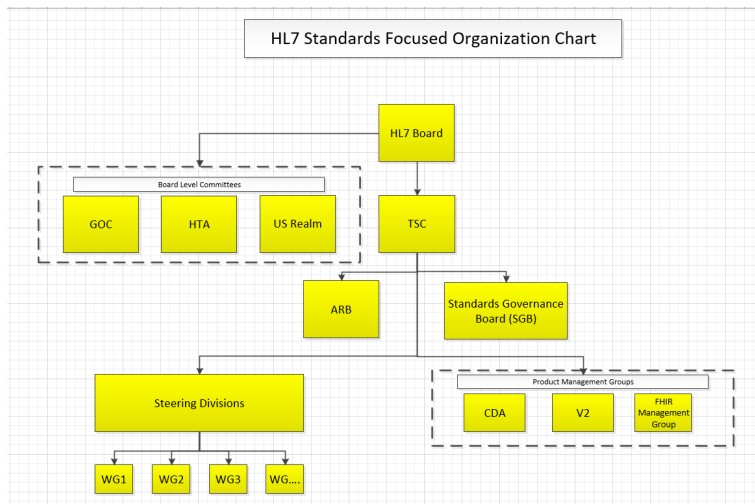 HL7 Standards Focused Organization Chart
HL7 Board
Board Level Committees
GOC
HTA
US Realm
TSC
ARB
Standards Governance
Board (SGB)
Steering Divisions
Product Management Groups
CDA
V2
FHIR
Management
Group
WG1
WG2
WG3
WG....